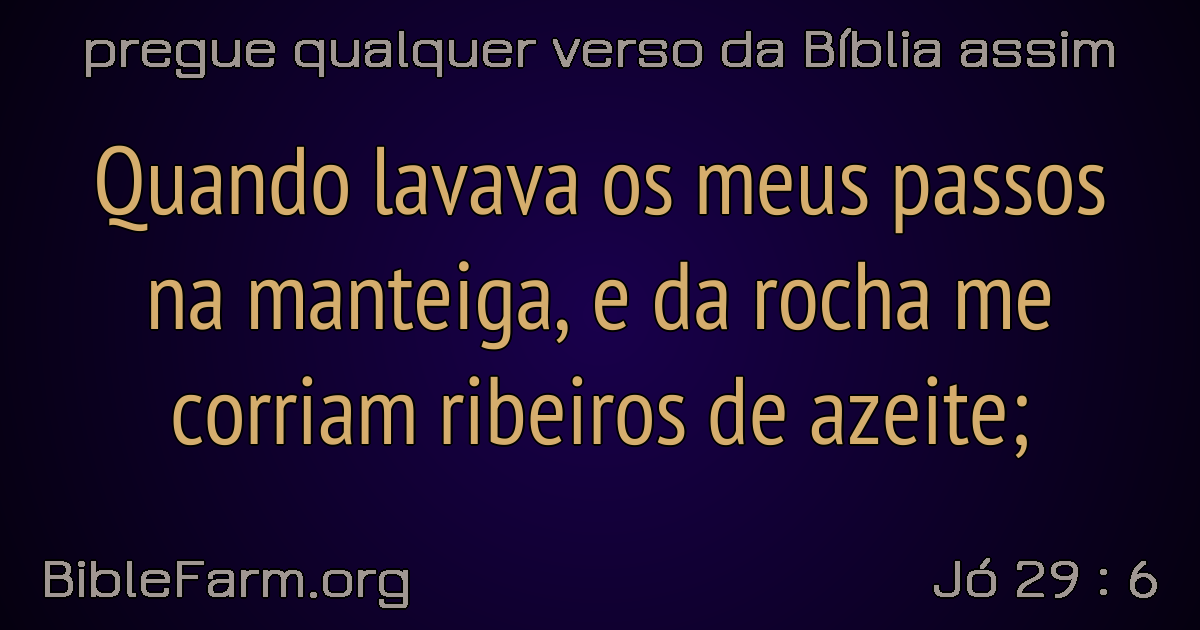 pregue qualquer verso da Bíblia assim
Quando lavava os meus passos
na manteiga, e da rocha me
corriam ribeiros de azeite;
BibleFarm.org
Jó 29 : 6